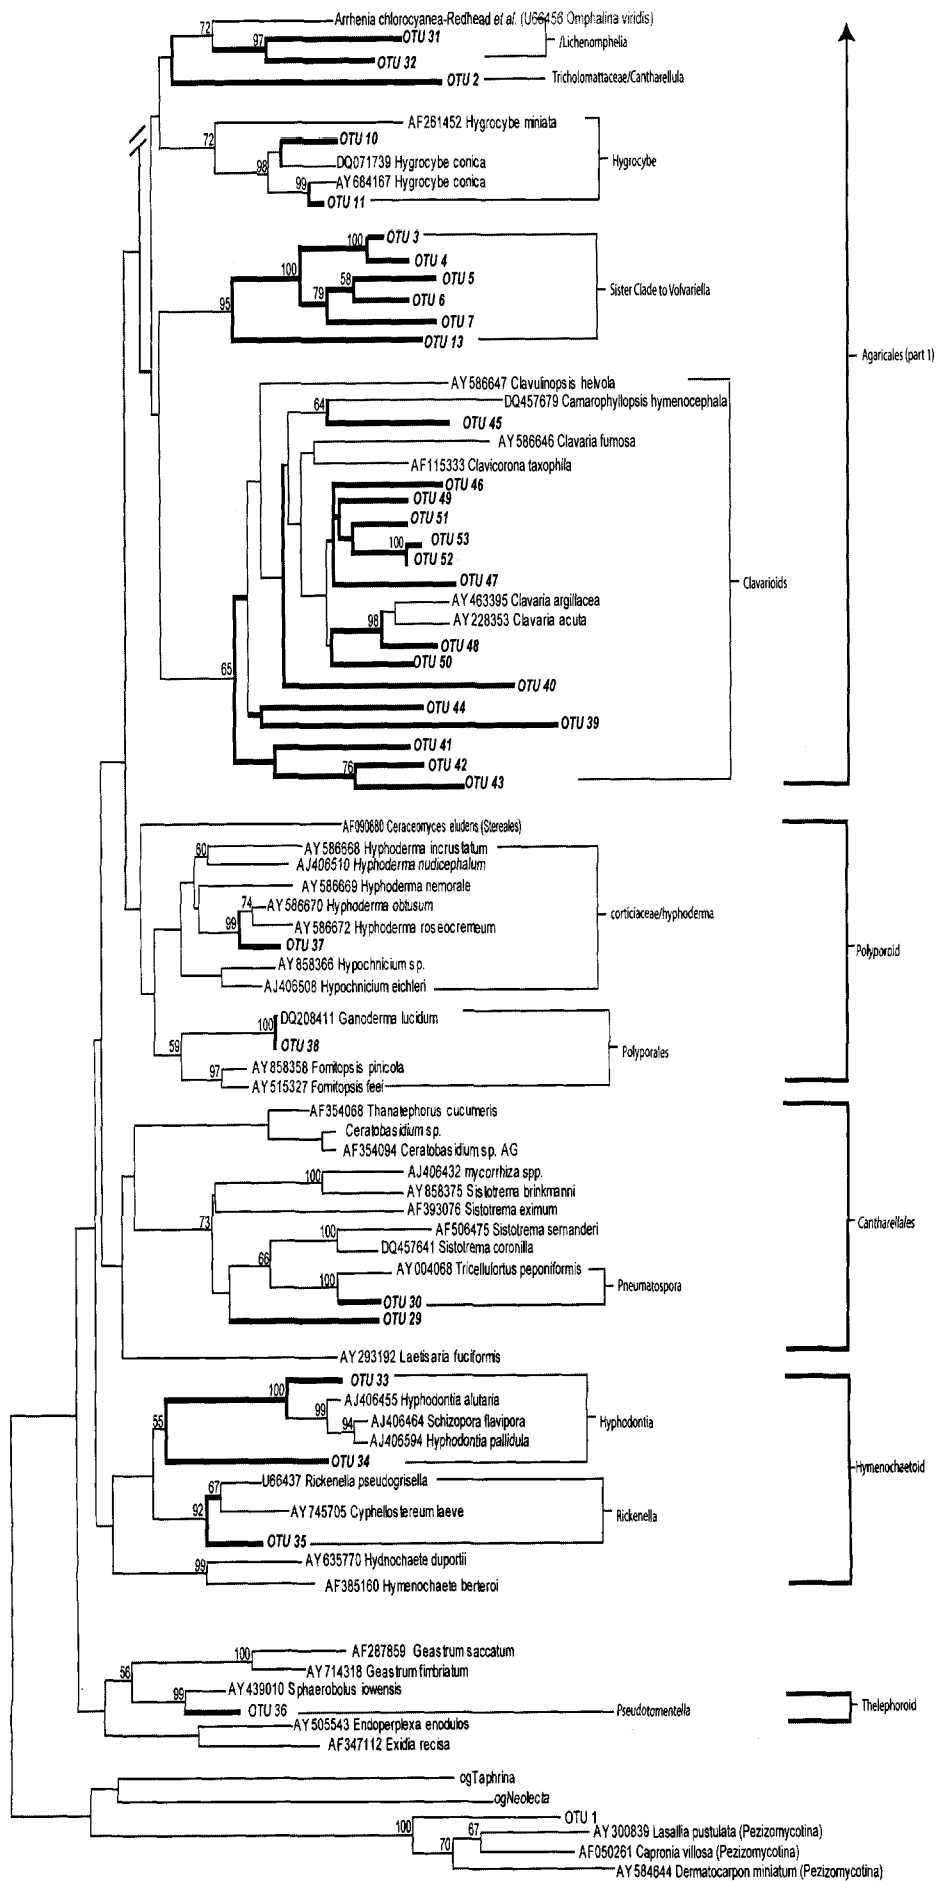 Arrhenia chlorocyanea-Redhead et al. (U66456 Omphalina viridis)
72
OTU 31
97
/Lichenomphelia
OTU 32
OTU 2
Tricholomattaceae/Cantharellula
AF261452 Hygrocybe miniata
72
OTU 10
98
DQ071739 Hygrocybe conica
Hygrocybe
99
AY684167 Hygrocybe conica
OTU 11
100
OTU 3
OTU 4
100
58
OTU 5
79
OTU 6
Sister Clade to Volvariella
95
OTU 7
OTU 13
Agaricales (part 1)
AY586647 Clavulinopsis helvola
64
DQ457679 Camarophyllopsis hymenocephala
OTU 45
AY586646 Clavaria fumosa
AF115333 Clavicorona taxophila
OTU 46
OTU 49
OTU 51
100
OTU 53
OTU 52
OTU 47
Clavarioids
AY463395 Clavaria argillacea
98
AY228353 Clavaria acuta
OTU 48
OTU 50
65
OTU 40
OTU 44
OTU 39
OTU 41
76
OTU 42
OTU 43
AF090880 Ceraceomyces eludens (Stereales)
60
AY586668 Hyphoderma incrustatum
AJ406510 Hyphoderma nudicephalum
AY586669 Hyphoderma nemorale
74
AY586670 Hyphoderma obtusum
corticiaceae/hyphoderma
99
AY586672 Hyphoderma roseocremeum
OTU 37
Polyporoid
AY858366 Hypochnicium sp.
AJ406508 Hypochnicium eichleri
100
DQ208411 Ganoderma lucidum
59
OTU 38
Polyporales
97
AY858358 Fomitopsis pinicola
AY515327 Fomitopsis feei
AF354068 Thanatephorus cucumeris
Ceratobasidium sp.
AF354094 Ceratobasidium sp. AG
100
AJ406432 mycorrhiza spp.
AY858375 Sistotrema brinkmanni
73
AF393076 Sistotrema eximum
Cantharellales
100
AF506475 Sistotrema sernanderi
66
DQ457641 Sistotrema coronilla
100
AY004068 Tricellulortus peponiformis
Pneumatospora
OTU 30
OTU 29
AY293192 Laetisaria fuciformis
100
OTU 33
99
AJ406455 Hyphodontia alutaria
55
94
AJ406464 Schizopora flavipora
Hyphodontia
AJ406594 Hyphodontia pallidula
OTU 34
Hymenochaetoid
67
U66437 Rickenella pseudogrisella
92
AY745705 Cyphellostereum laeve
Rickenella
OTU 35
99
AY635770 Hydnochaete duportii
AF385160 Hymenochaete berteroi
100
AF287859 Geastrum saccatum
56
AY714318 Geastrum fimbriatum
99
AY439010 Sphaerobolus iowensis
OTU 36
Pseudotomentella
Thelephoroid
AY505543 Endoperplexa enodulos
AF347112 Exidia recisa
ogTaphrina
ogNeolecta
100
OTU 1
67
AY300839 Lasallia pustulata (Pezizomycotina)
70
AF050261 Capronia villosa (Pezizomycotina)
AY584644 Dermatocarpon miniatum (Pezizomycotina)